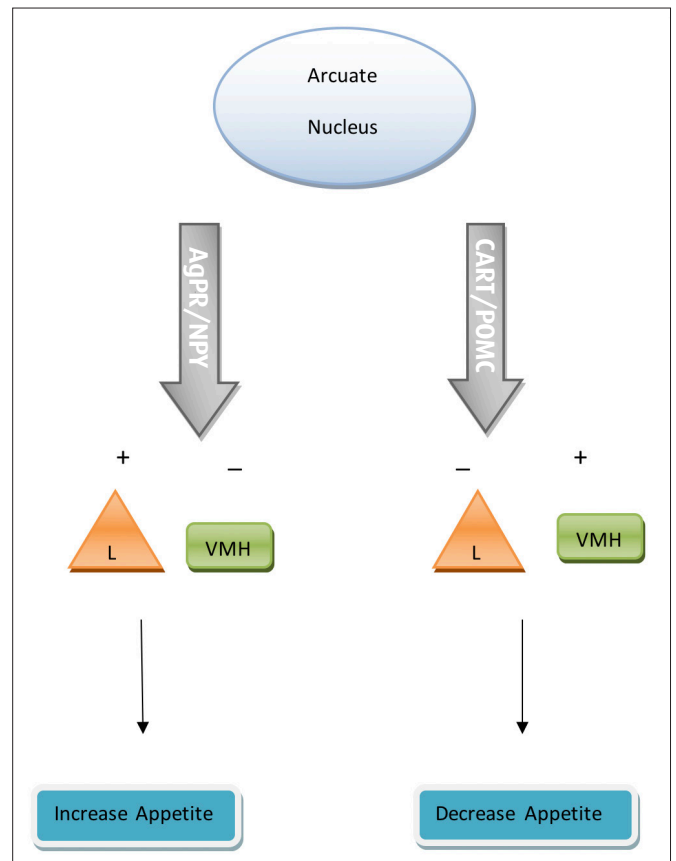 Arcuate
Nucleus
AgPR/NPY
CART/POMC
+ –
– +
L VMH
L VMH
Increase Appetite
Decrease Appetite